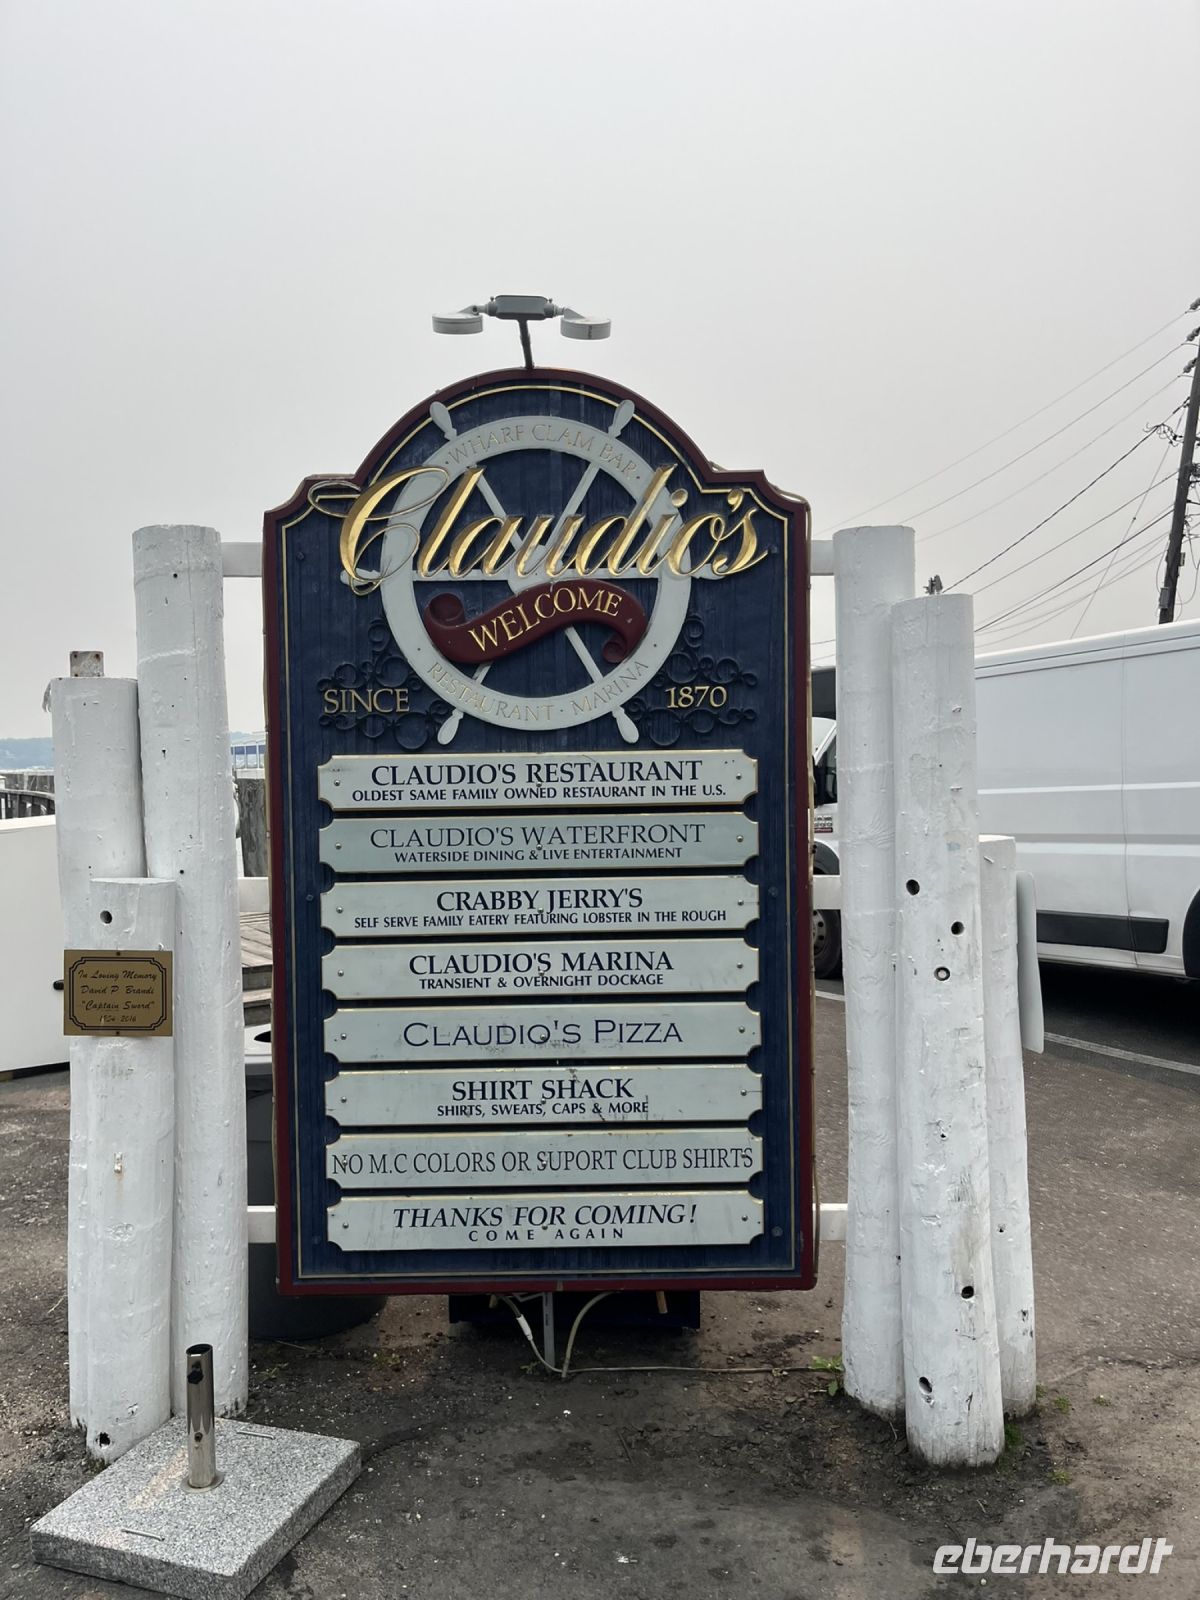 WHARF CLAM BAR
Claudio's
WELCOME
RESTAURANT · MARINA
SINCE 1870
CLAUDIO'S RESTAURANT
OLDEST SAME FAMILY OWNED RESTAURANT IN THE U.S.
CLAUDIO'S WATERFRONT
WATERSIDE DINING & LIVE ENTERTAINMENT
CRABBY JERRY'S
SELF SERVE FAMILY EATERY FEATURING LOBSTER IN THE ROUGH
CLAUDIO'S MARINA
TRANSIENT & OVERNIGHT DOCKAGE
CLAUDIO'S PIZZA
SHIRT SHACK
SHIRTS, SWEATS, CAPS & MORE
NO M.C COLORS OR SUPORT CLUB SHIRTS
THANKS FOR COMING!
COME AGAIN
In Loving Memory
David P. Brandi
"Captain Sword"
1954-2016
eberhardt